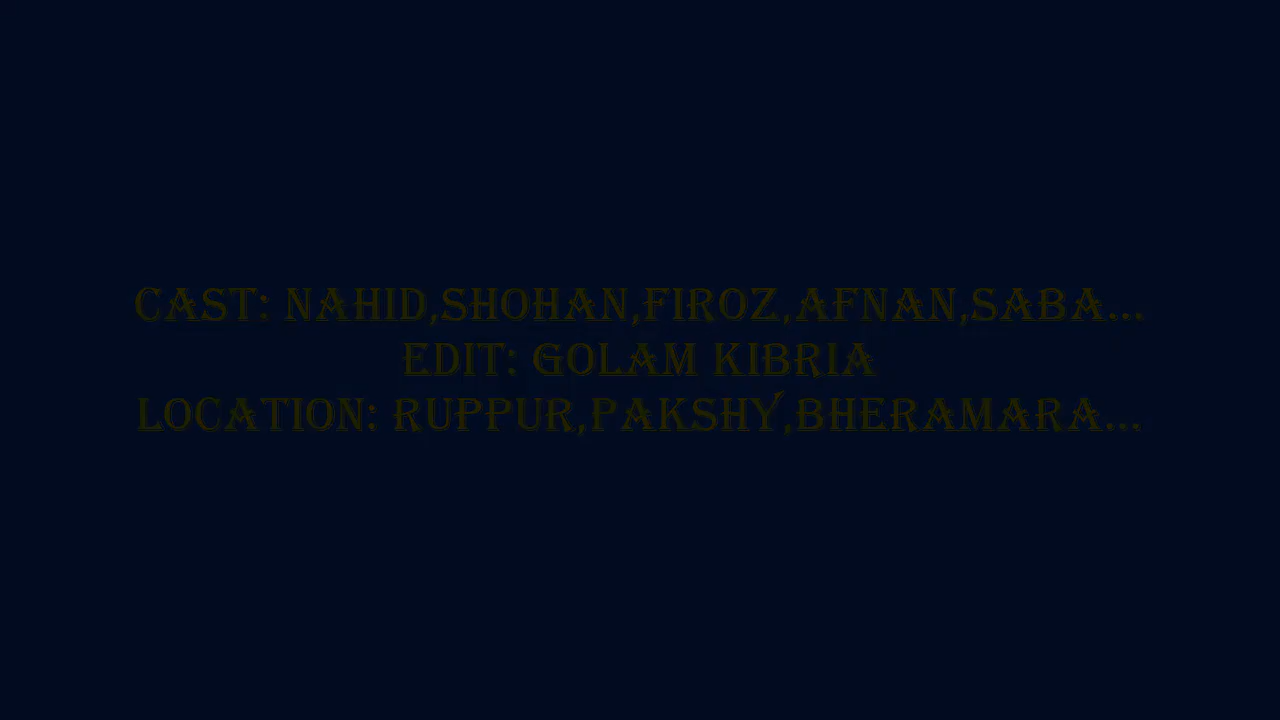 CAST: NAHID,SHOHAN,FIROZ,AFNAN,SABA...
EDIT: GOLAM KIBRIA
LOCATION: RUPPUR,PAKSHY,BHERAMARA...